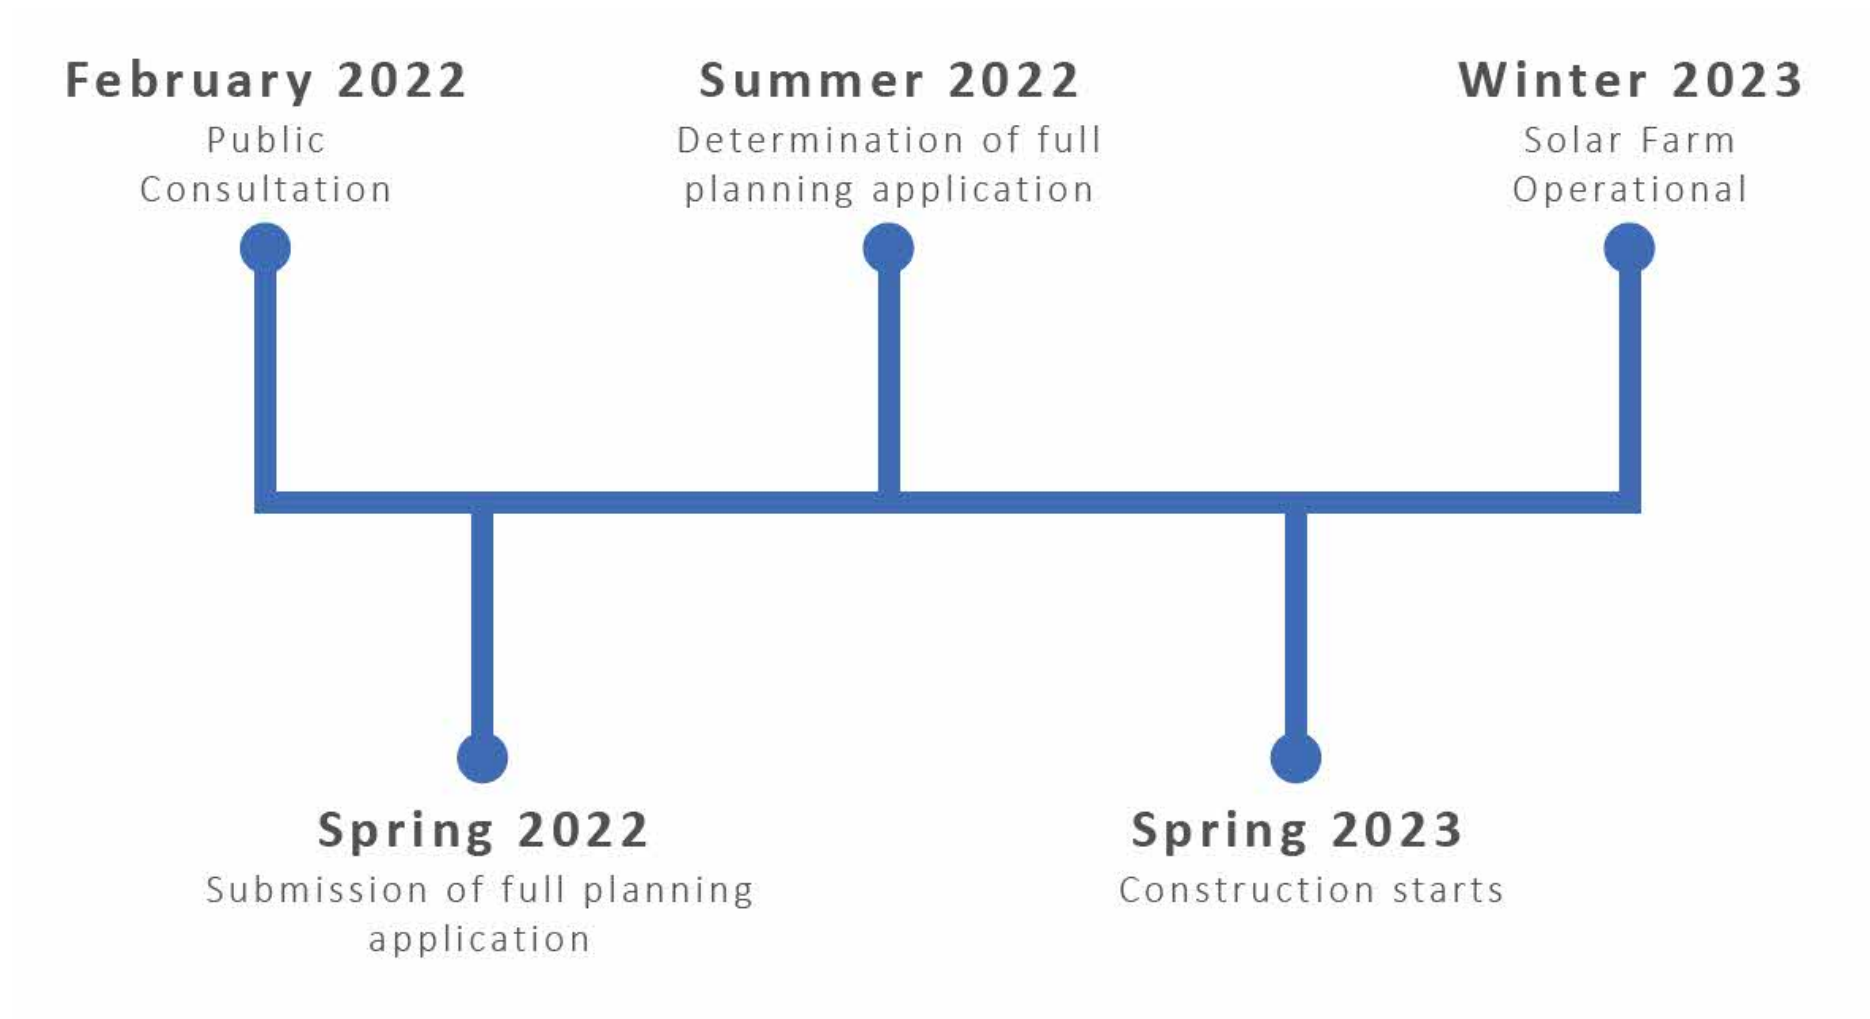 February 2022
Public
Consultation
Summer 2022
Determination of full
planning application
Winter 2023
Solar Farm
Operational
Spring 2022
Submission of full planning
application
Spring 2023
Construction starts